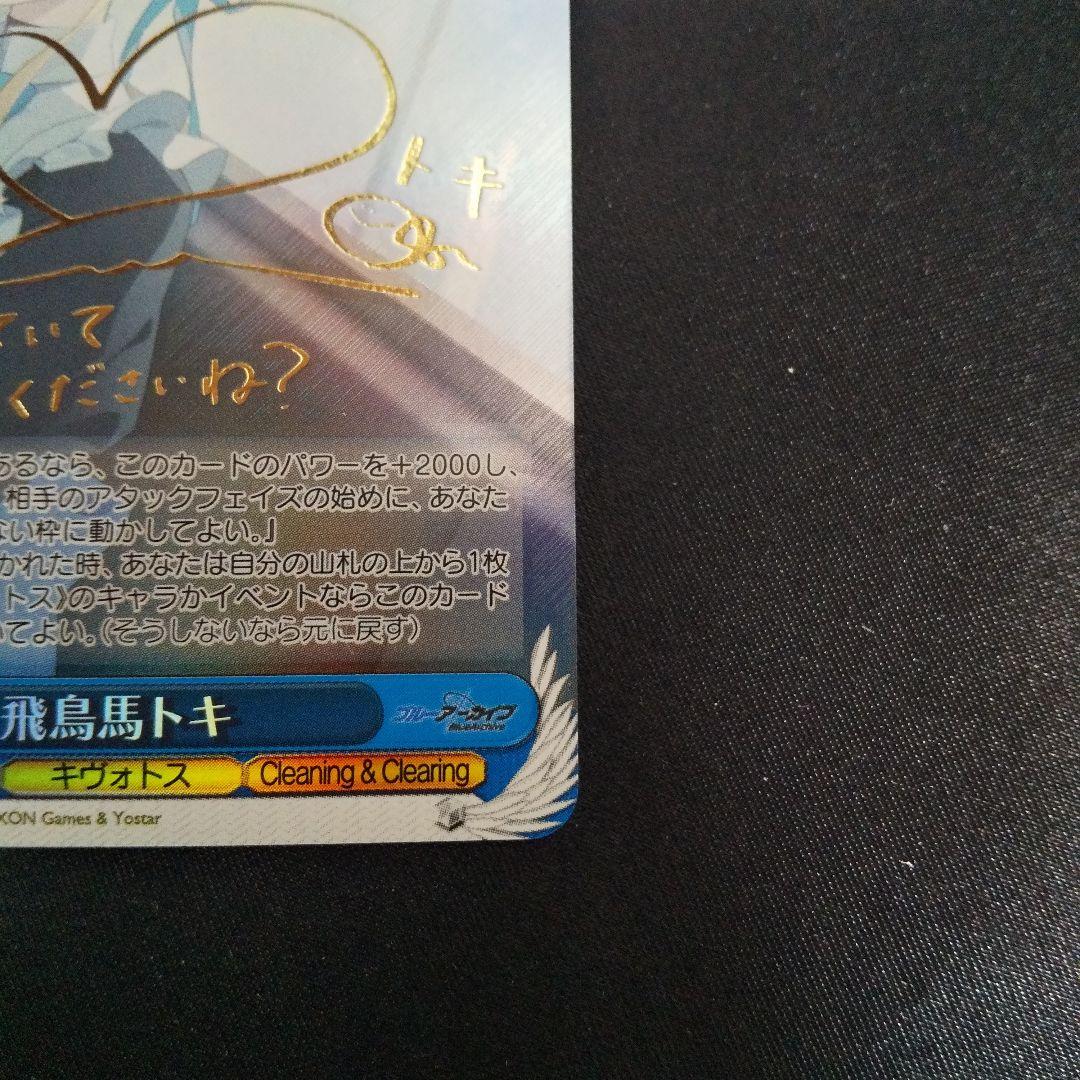 トキ
ていて
くださいね?
あるなら、このカードのパワーを+2000し、
相手のアタックフェイズの始めに、あなた
ない枠に動かしてよい。』
かれた時、あなたは自分の山札の上から1枚
トス》のキャラかイベントならこのカード
いてよい。(そうしないなら元に戻す)
飛鳥馬トキ
ブルーアーカイブ
キヴォトス
Cleaning & Clearing
XON Games & Yostar